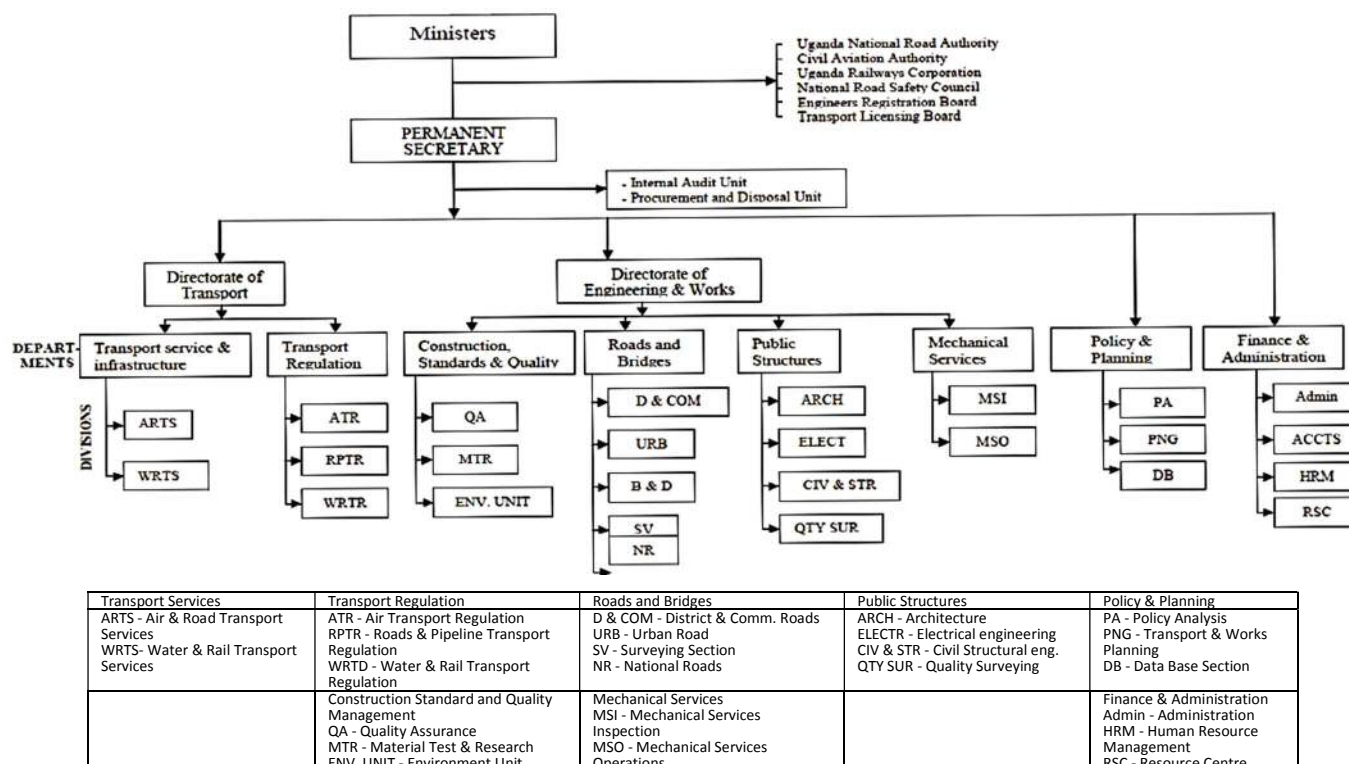 Ministers
Uganda National Road Authority
Civil Aviation Authority
Uganda Railways Corporation
National Road Safety Council
Engineers Registration Board
Transport Licensing Board
PERMANENT
SECRETARY
- Internal Audit Unit
- Procurement and Disposal Unit
Directorate of
Transport
Directorate of
Engineering & Works
DEPART-
MENTS
Transport service &
infrastructure
Transport
Regulation
Construction,
Standards & Quality
Roads and
Bridges
Public
Structures
Mechanical
Services
Policy &
Planning
Finance &
Administration
DIVISIONS
ARTS
WRTS
ATR
RPTR
WRTR
QA
MTR
ENV. UNIT
D & COM
URB
B & D
SV
NR
ARCH
ELECT
CIV & STR
QTY SUR
MSI
MSO
PA
PNG
DB
Admin
ACCTS
HRM
RSC
Transport Services
ARTS - Air & Road Transport
Services
WRTS- Water & Rail Transport
Services
Transport Regulation
ATR - Air Transport Regulation
RPTR - Roads & Pipeline Transport
Regulation
WRTD - Water & Rail Transport
Regulation
Roads and Bridges
D & COM - District & Comm. Roads
URB - Urban Road
SV - Surveying Section
NR - National Roads
Public Structures
ARCH - Architecture
ELECTR - Electrical engineering
CIV & STR - Civil Structural eng.
QTY SUR - Quality Surveying
Policy & Planning
PA - Policy Analysis
PNG - Transport & Works
Planning
DB - Data Base Section
Construction Standard and Quality
Management
QA - Quality Assurance
MTR - Material Test & Research
ENV. UNIT - Environment Unit
Mechanical Services
MSI - Mechanical Services
Inspection
MSO - Mechanical Services
Operations
Finance & Administration
Admin - Administration
HRM - Human Resource
Management
RSC - Resource Centre